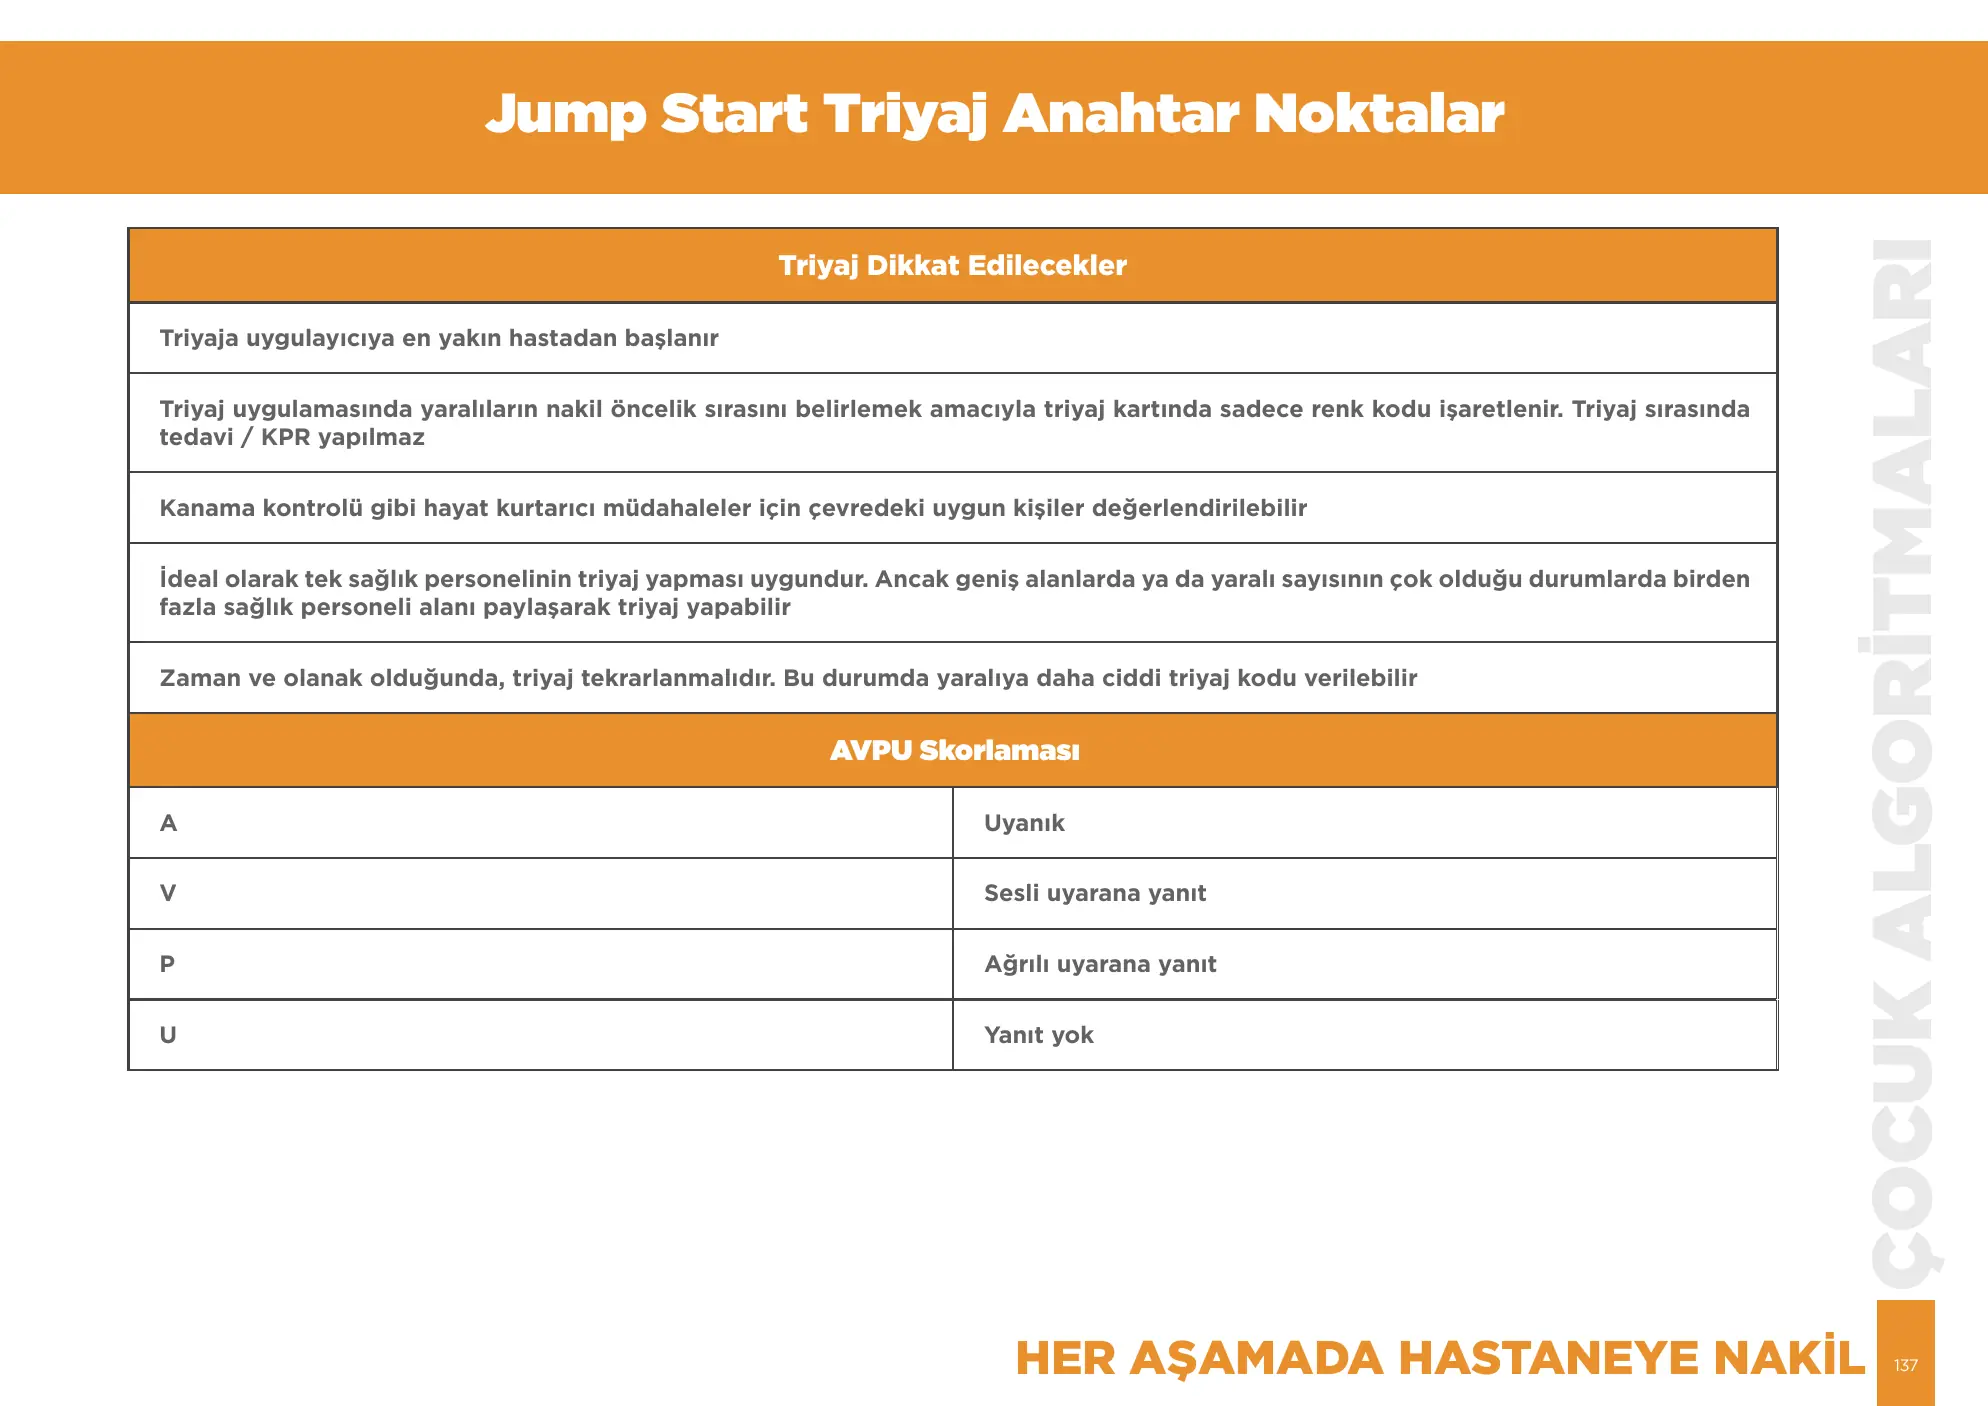 Jump Start Triyaj Anahtar Noktalar
Triyaj Dikkat Edilecekler
Triyaja uygulayıcıya en yakın hastadan başlanır
Triyaj uygulamasında yaralıların nakil öncelik sırasını belirlemek amacıyla triyaj kartında sadece renk kodu işaretlenir. Triyaj sırasında
tedavi / KPR yapılmaz
Kanama kontrolü gibi hayat kurtarıcı müdahaleler için çevredeki uygun kişiler değerlendirilebilir
İdeal olarak tek sağlık personelinin triyaj yapması uygundur. Ancak geniş alanlarda ya da yaralı sayısının çok olduğu durumlarda birden
fazla sağlık personeli alanı paylaşarak triyaj yapabilir
Zaman ve olanak olduğunda, triyaj tekrarlanmalıdır. Bu durumda yaralıya daha ciddi triyaj kodu verilebilir
AVPU Skorlaması
A Uyanık
V Sesli uyarana yanıt
P Ağrılı uyarana yanıt
U Yanıt yok
ÇOCUK ALGORİTMALARI
HER AŞAMADA HASTANEYE NAKİL
137